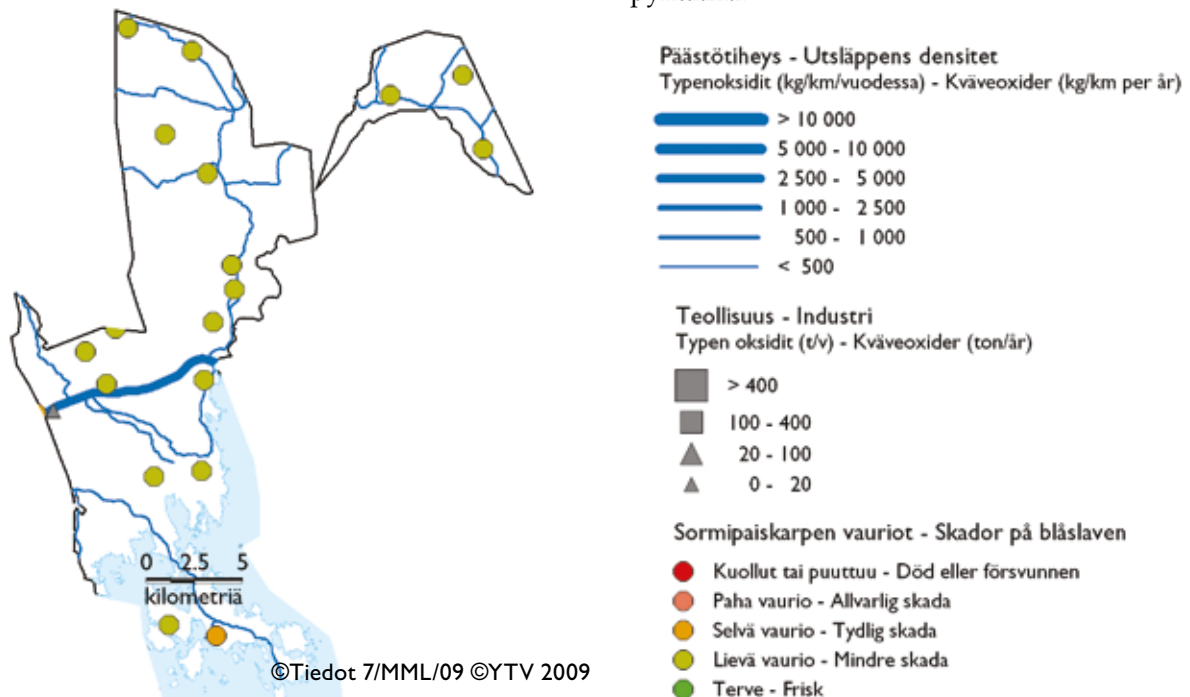 Päästötiheys - Utsläppens densitet
Typenoksidit (kg/km/vuodessa) - Kväveoxider (kg/km per år)
> 10 000
5 000 - 10 000
2 500 - 5 000
1 000 - 2 500
500 - 1 000
< 500
Teollisuus - Industri
Typen oksidit (t/v) - Kväveoxider (ton/år)
> 400
100 - 400
20 - 100
0 - 20
Sormipaiskarpen vauriot - Skador på blåslaven
Kuollut tai puuttuu - Död eller försvunnen
Paha vaurio - Allvarlig skada
Selvä vaurio - Tydlig skada
Lievä vaurio - Mindre skada
Terve - Frisk
0 2.5 5
kilometriä
©Tiedot 7/MML/09 ©YTV 2009